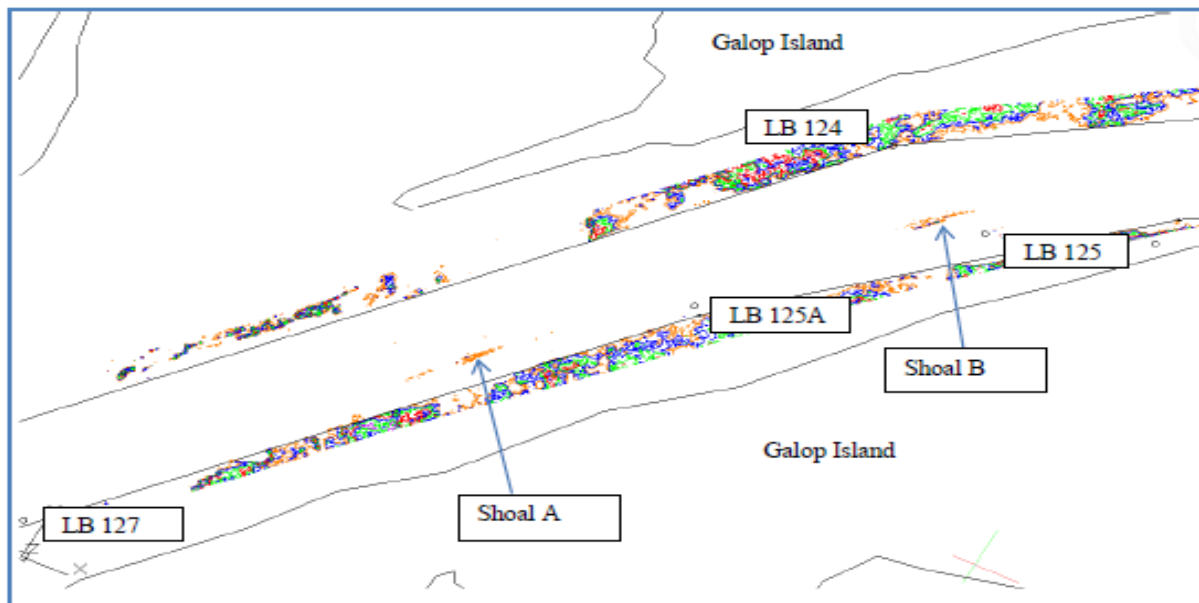 Galop Island
LB 124
LB 125
LB 125A
Shoal B
Galop Island
Shoal A
LB 127